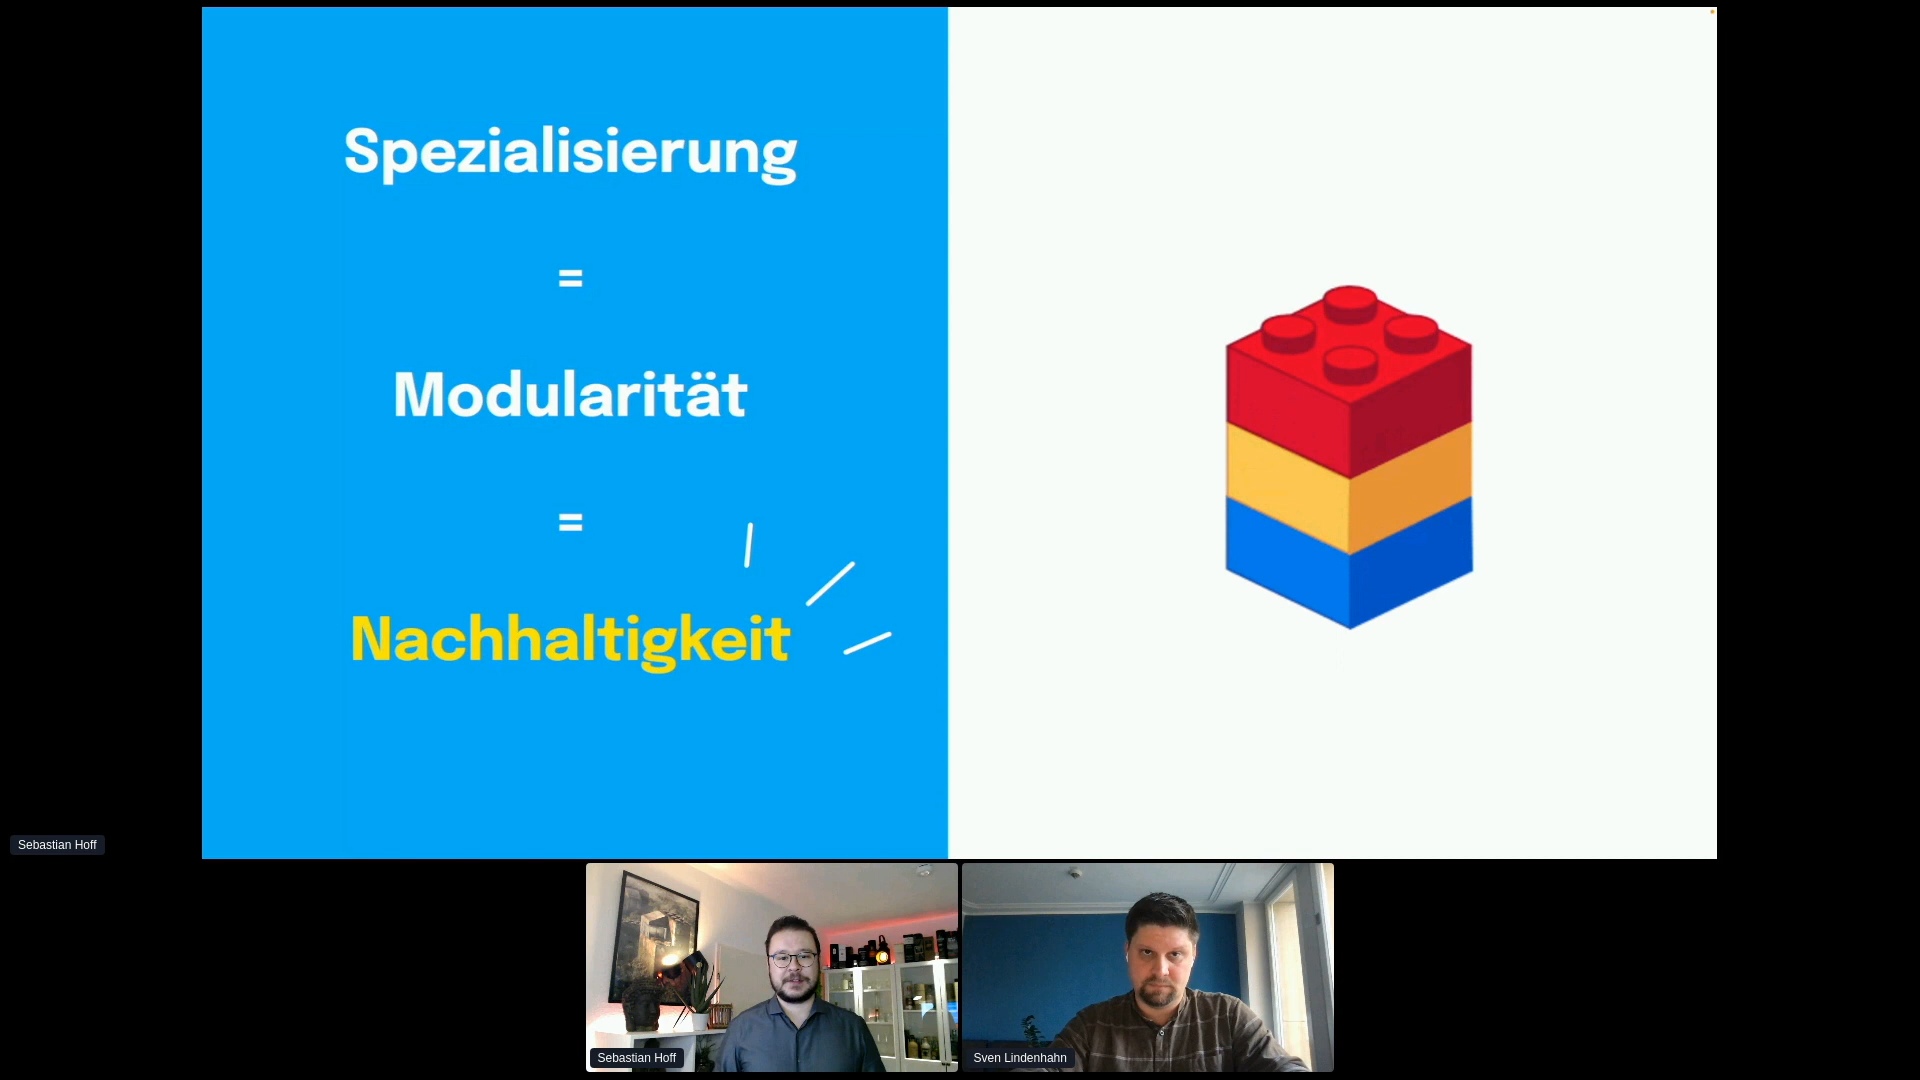 Spezialisierung
=
Modularität
=
Nachhaltigkeit
Sebastian Hoff
Sebastian Hoff
Sven Lindenhahn